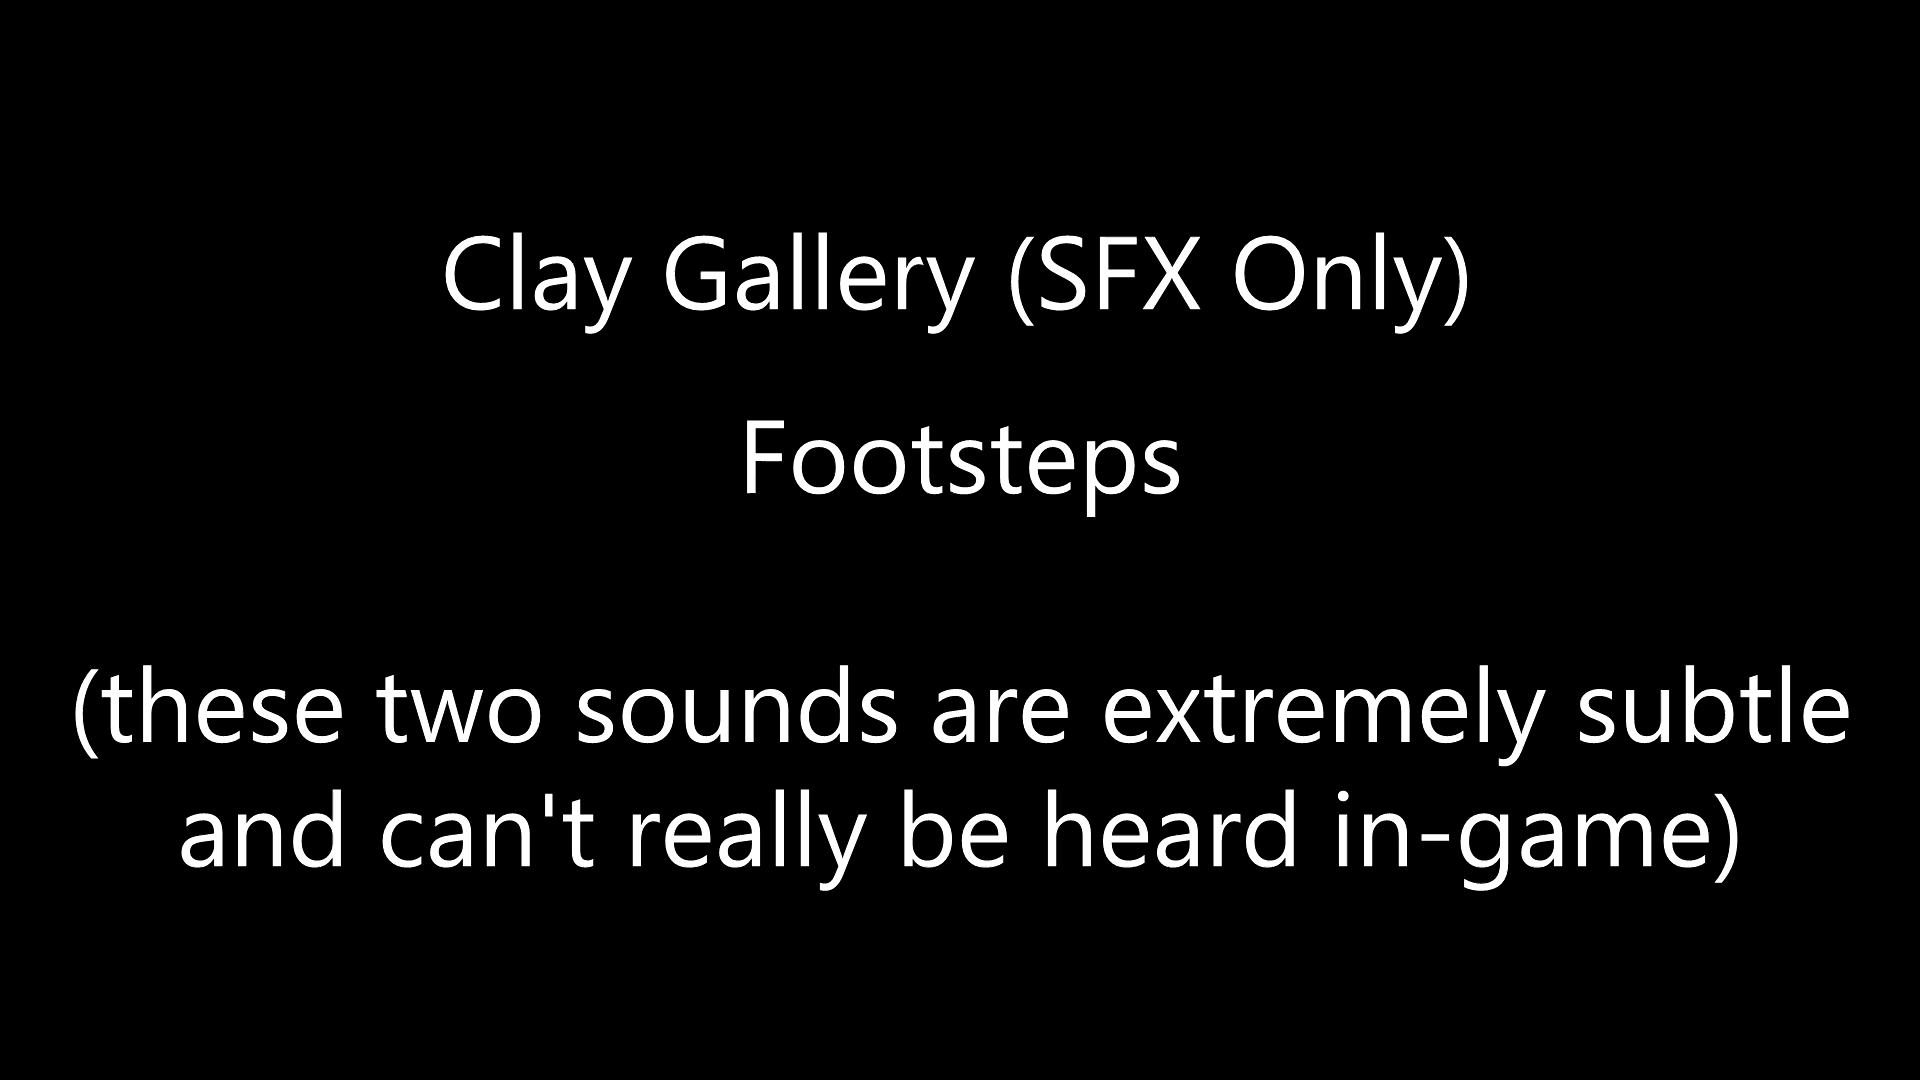 Clay Gallery (SFX Only)
Footsteps
(these two sounds are extremely subtle
and can't really be heard in-game)